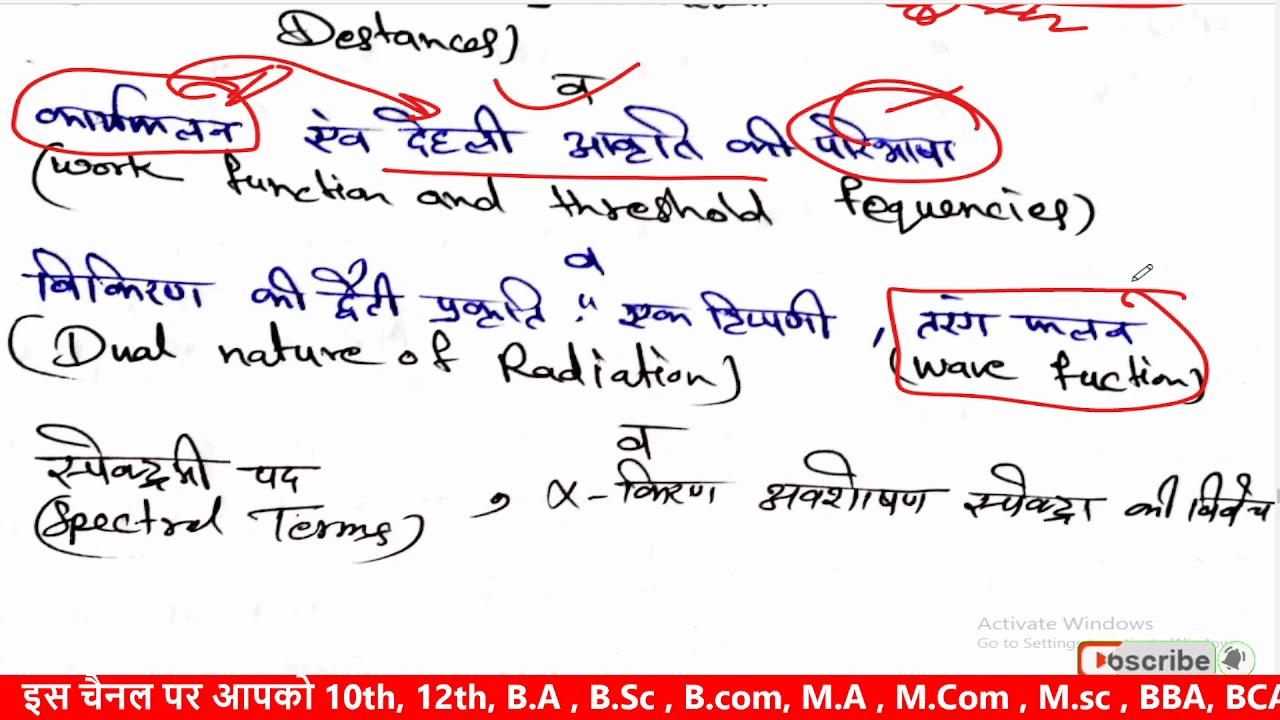 Destances)
व
कार्यफलन एंव देहली आवृति की परिभाषा
(work function and threshold fequencies)
व
विकिरण की द्वैती प्रकृति :" एक टिप्पणी , तरंग फलन
(Dual nature of Radiation) (wave fuction)
व
स्पेक्ट्रमी पद , α-किरण अवशोषण स्पेक्ट्रा की विवेच
(Spectral Terms)
Activate Windows
Go to Settings
bscribe
इस चैनल पर आपको 10th, 12th, B.A , B.Sc , B.com, M.A , M.Com , M.sc , BBA, BCA